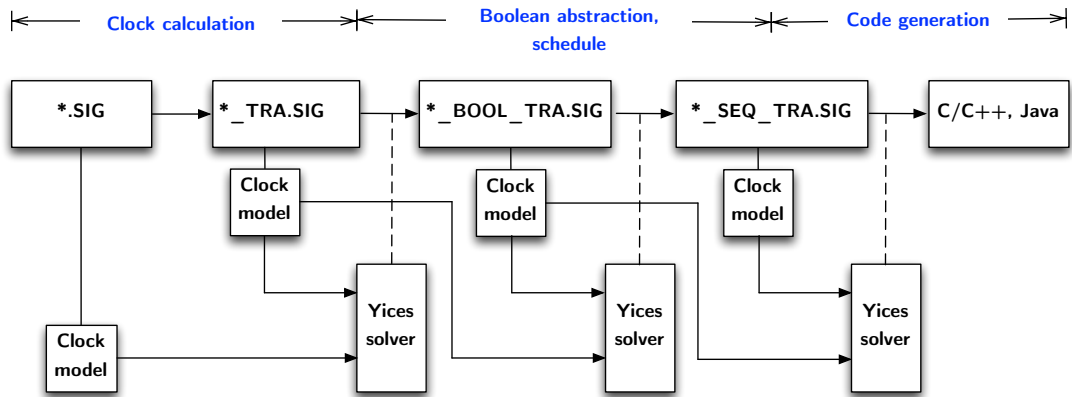 Clock calculation
Boolean abstraction,
schedule
Code generation
*.SIG
*_TRA.SIG
*_BOOL_TRA.SIG
*_SEQ_TRA.SIG
C/C++, Java
Clock
model
Clock
model
Clock
model
Yices
solver
Yices
solver
Yices
solver
Clock
model